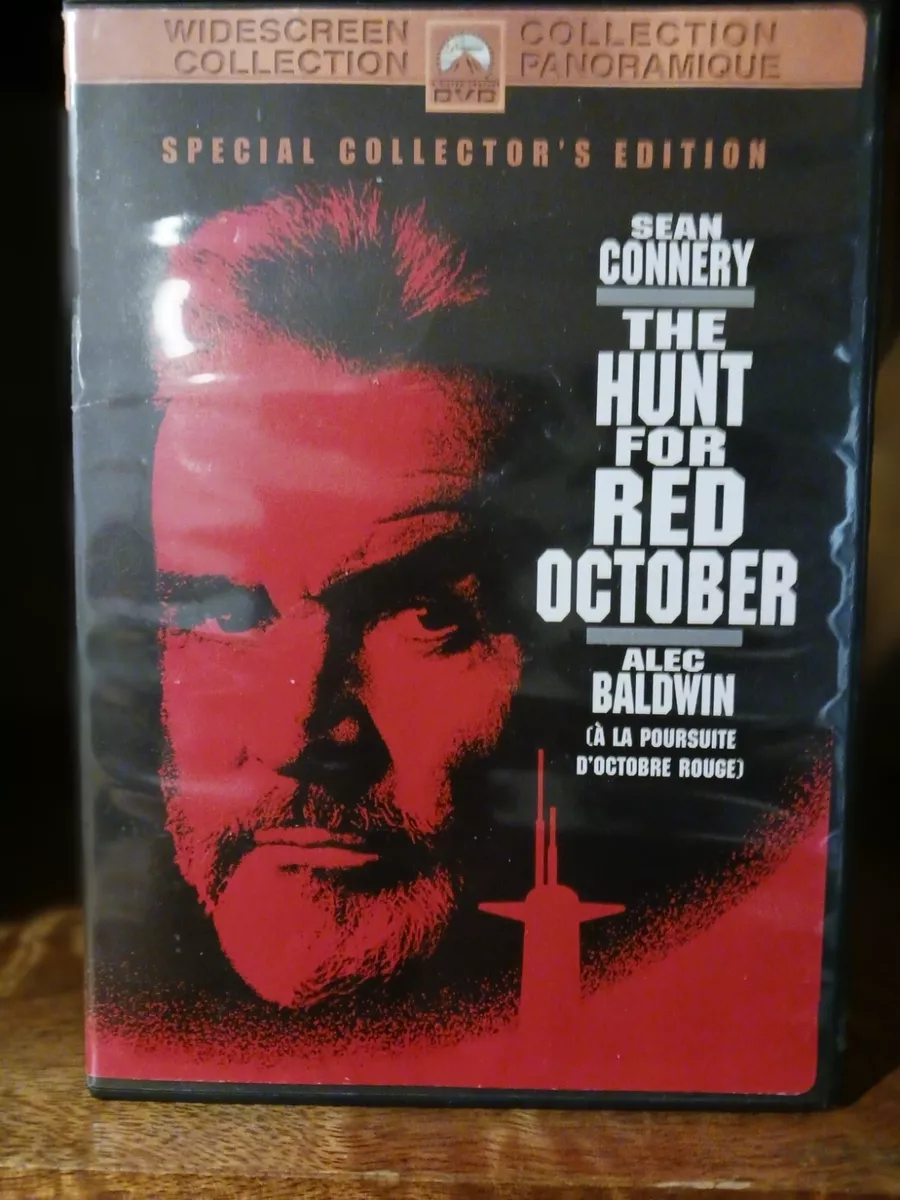 WIDESCREEN
COLLECTION
Paramount
DVD
COLLECTION
PANORAMIQUE
SPECIAL COLLECTOR'S EDITION
SEAN
CONNERY
THE
HUNT
FOR
RED
OCTOBER
ALEC
BALDWIN
(À LA POURSUITE
D'OCTOBRE ROUGE)